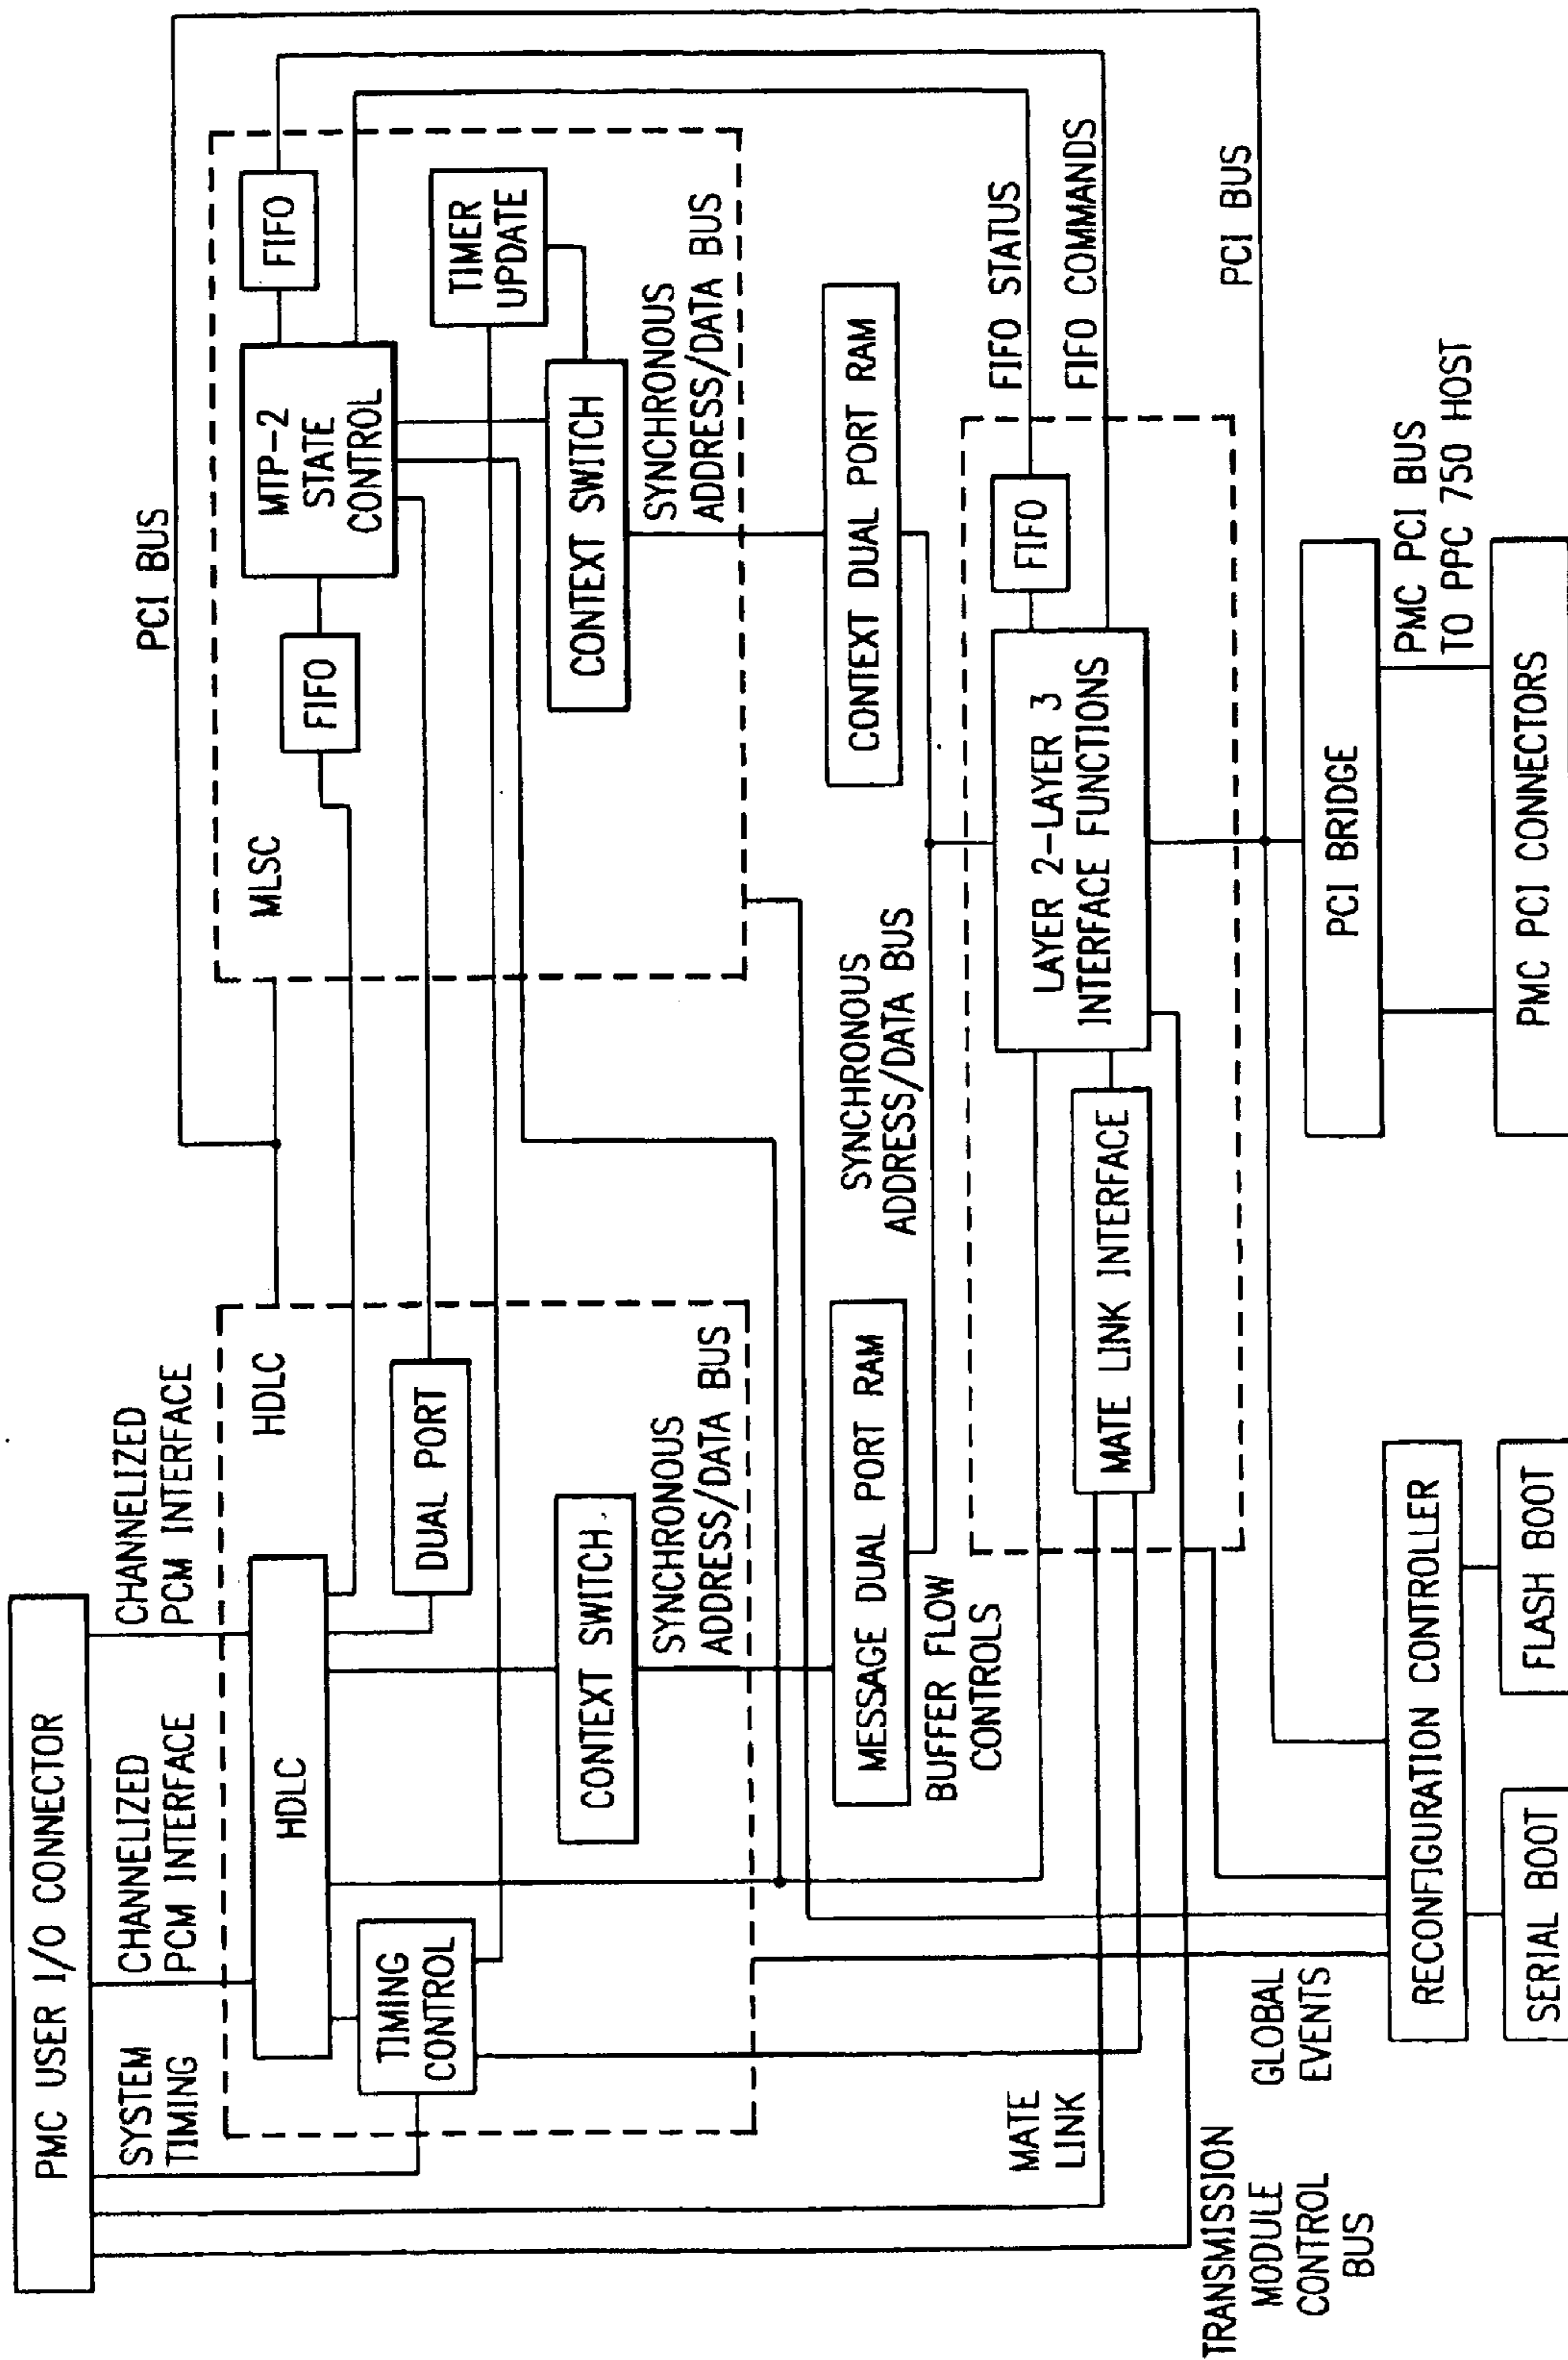 PMC USER I/O CONNECTOR
SYSTEM
TIMING
CHANNELIZED
PCM INTERFACE
CHANNELIZED
PCM INTERFACE
PCI BUS
HDLC
HDLC
TIMING
CONTROL
DUAL PORT
CONTEXT SWITCH
SYNCHRONOUS
ADDRESS/DATA BUS
MLSC
FIFO
MTP-2
STATE
CONTROL
FIFO
TIMER
UPDATE
CONTEXT SWITCH
SYNCHRONOUS
ADDRESS/DATA BUS
MESSAGE DUAL PORT RAM
SYNCHRONOUS
ADDRESS/DATA BUS
CONTEXT DUAL PORT RAM
BUFFER FLOW
CONTROLS
MATE
LINK
MATE LINK INTERFACE
LAYER 2-LAYER 3
INTERFACE FUNCTIONS
FIFO
FIFO STATUS
FIFO COMMANDS
PCI BUS
TRANSMISSION
MODULE
CONTROL
BUS
GLOBAL
EVENTS
RECONFIGURATION CONTROLLER
SERIAL BOOT
FLASH BOOT
PCI BRIDGE
PMC PCI BUS
TO PPC 750 HOST
PMC PCI CONNECTORS